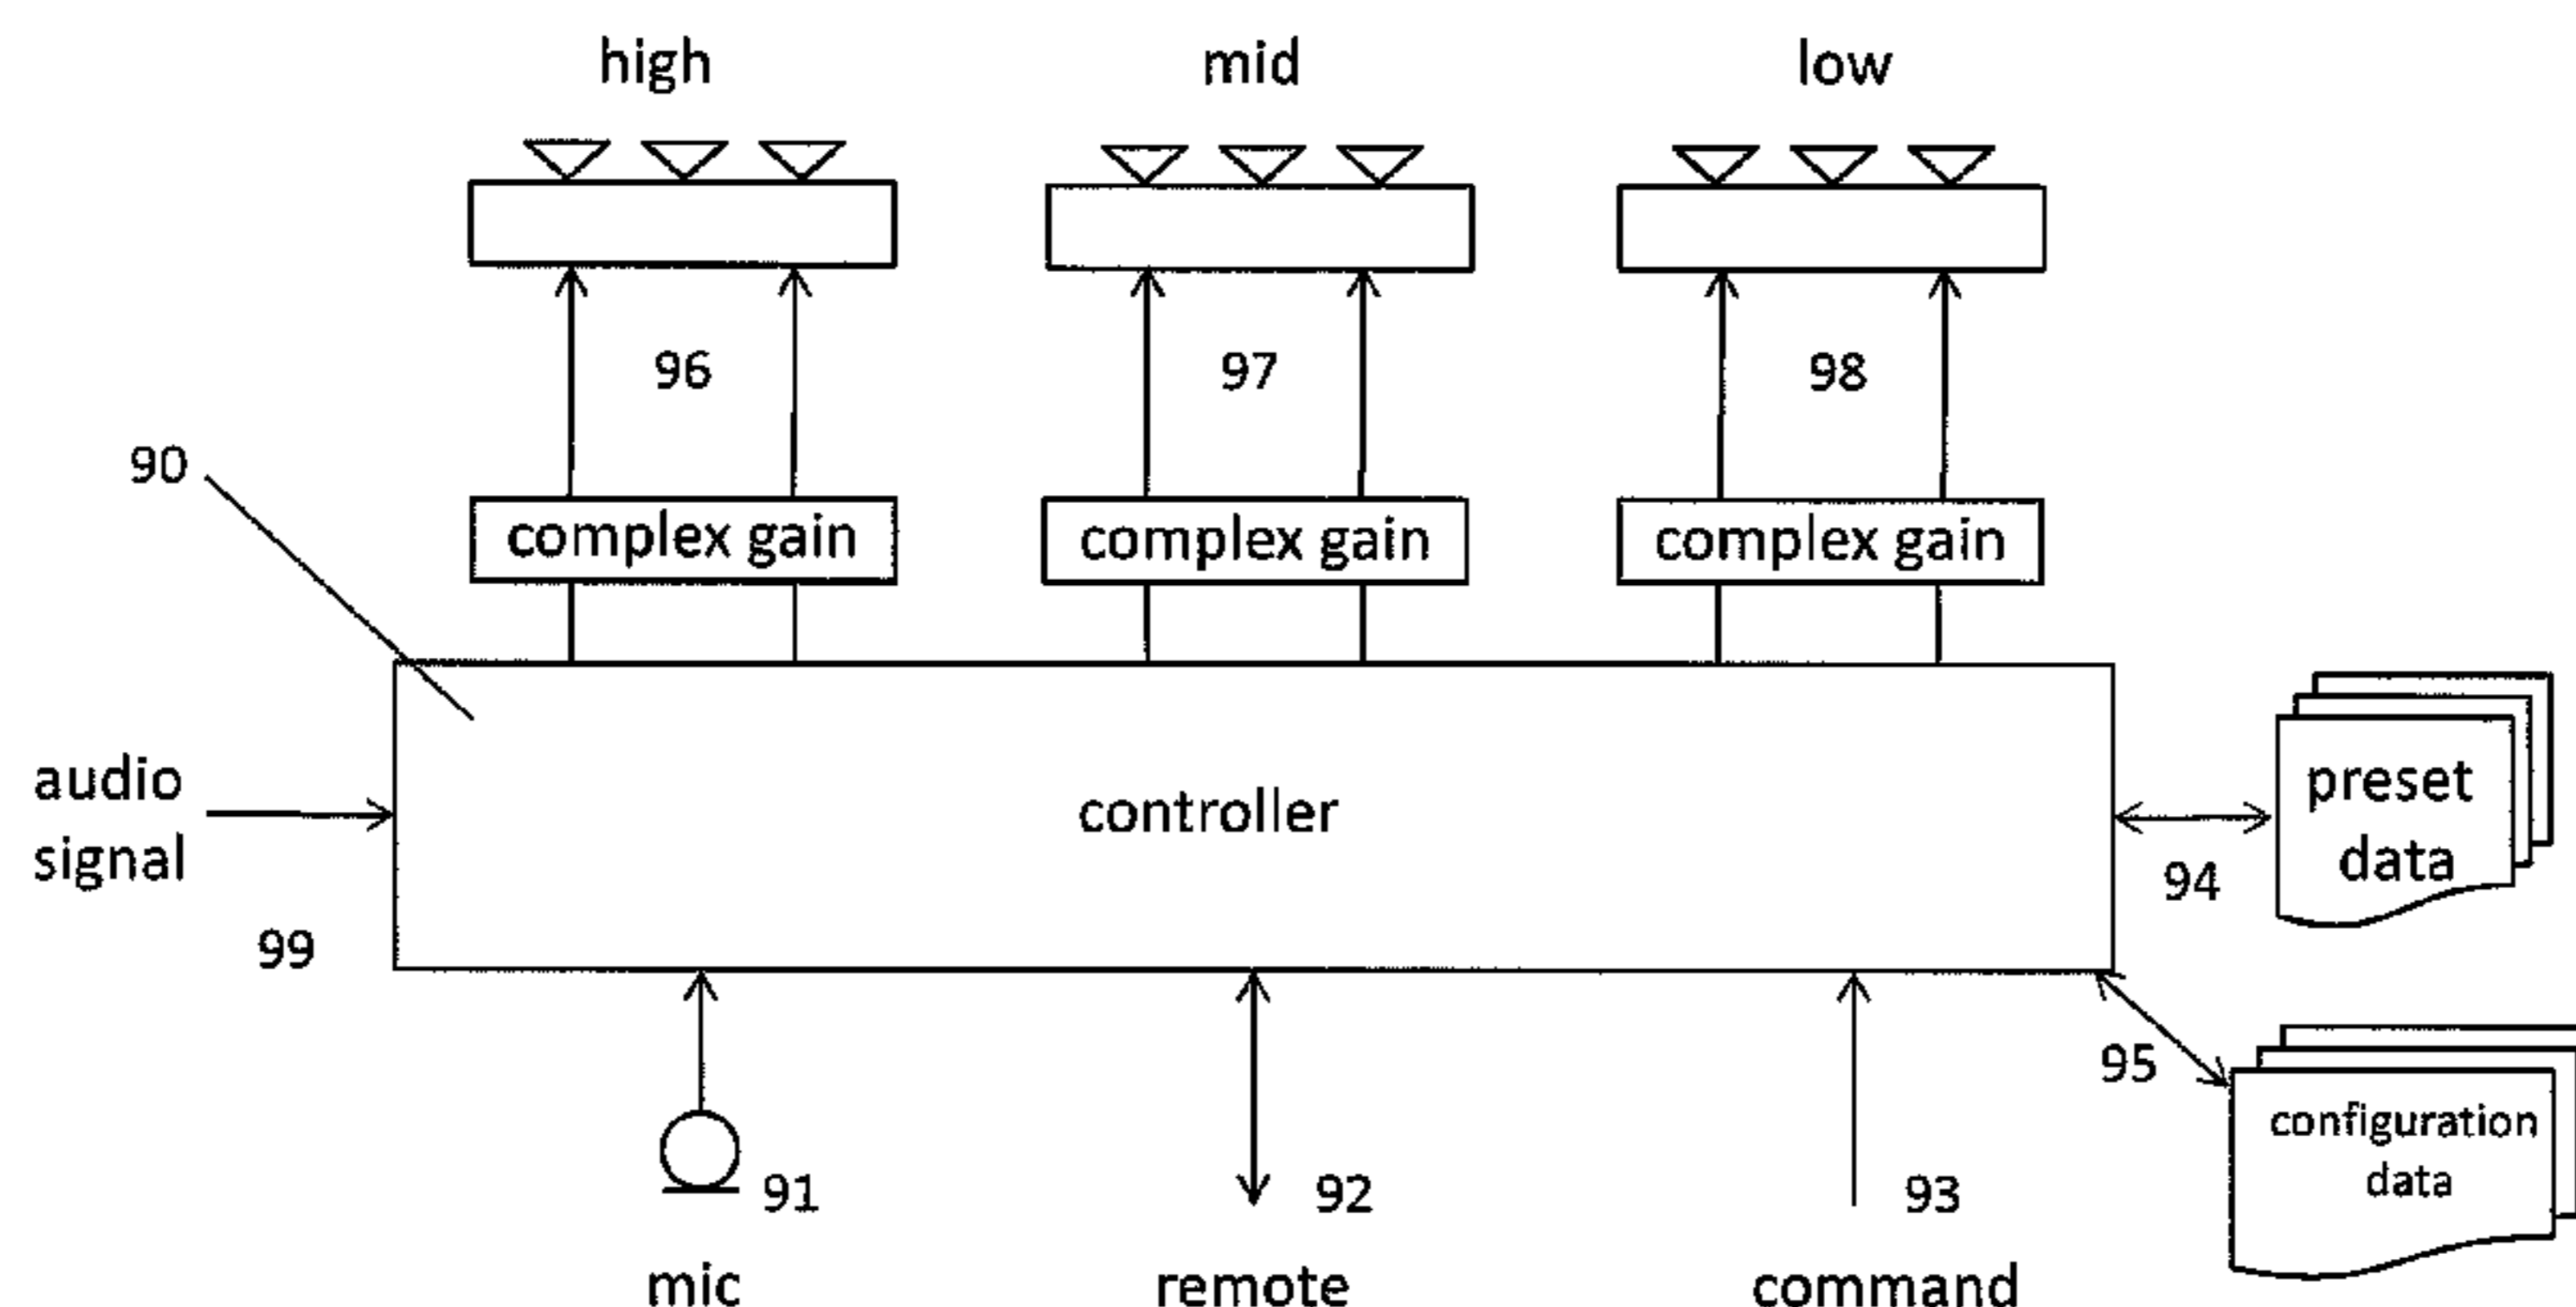 high mid low
96 97 98
90
complex gain complex gain complex gain
audio
signal
controller
preset
data
94
99
95
configuration
data
91 92 93
mic remote command